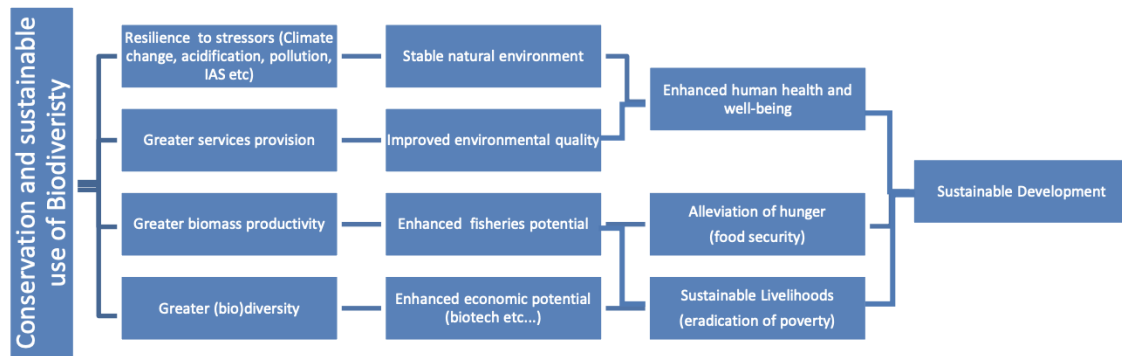 Conservation and sustainable
use of Biodiveristy
Resilience to stressors (Climate
change, acidification, pollution,
IAS etc)
Stable natural environment
Greater services provision
Improved environmental quality
Enhanced human health and
well-being
Greater biomass productivity
Enhanced fisheries potential
Alleviation of hunger
(food security)
Greater (bio)diversity
Enhanced economic potential
(biotech etc...)
Sustainable Livelihoods
(eradication of poverty)
Sustainable Development